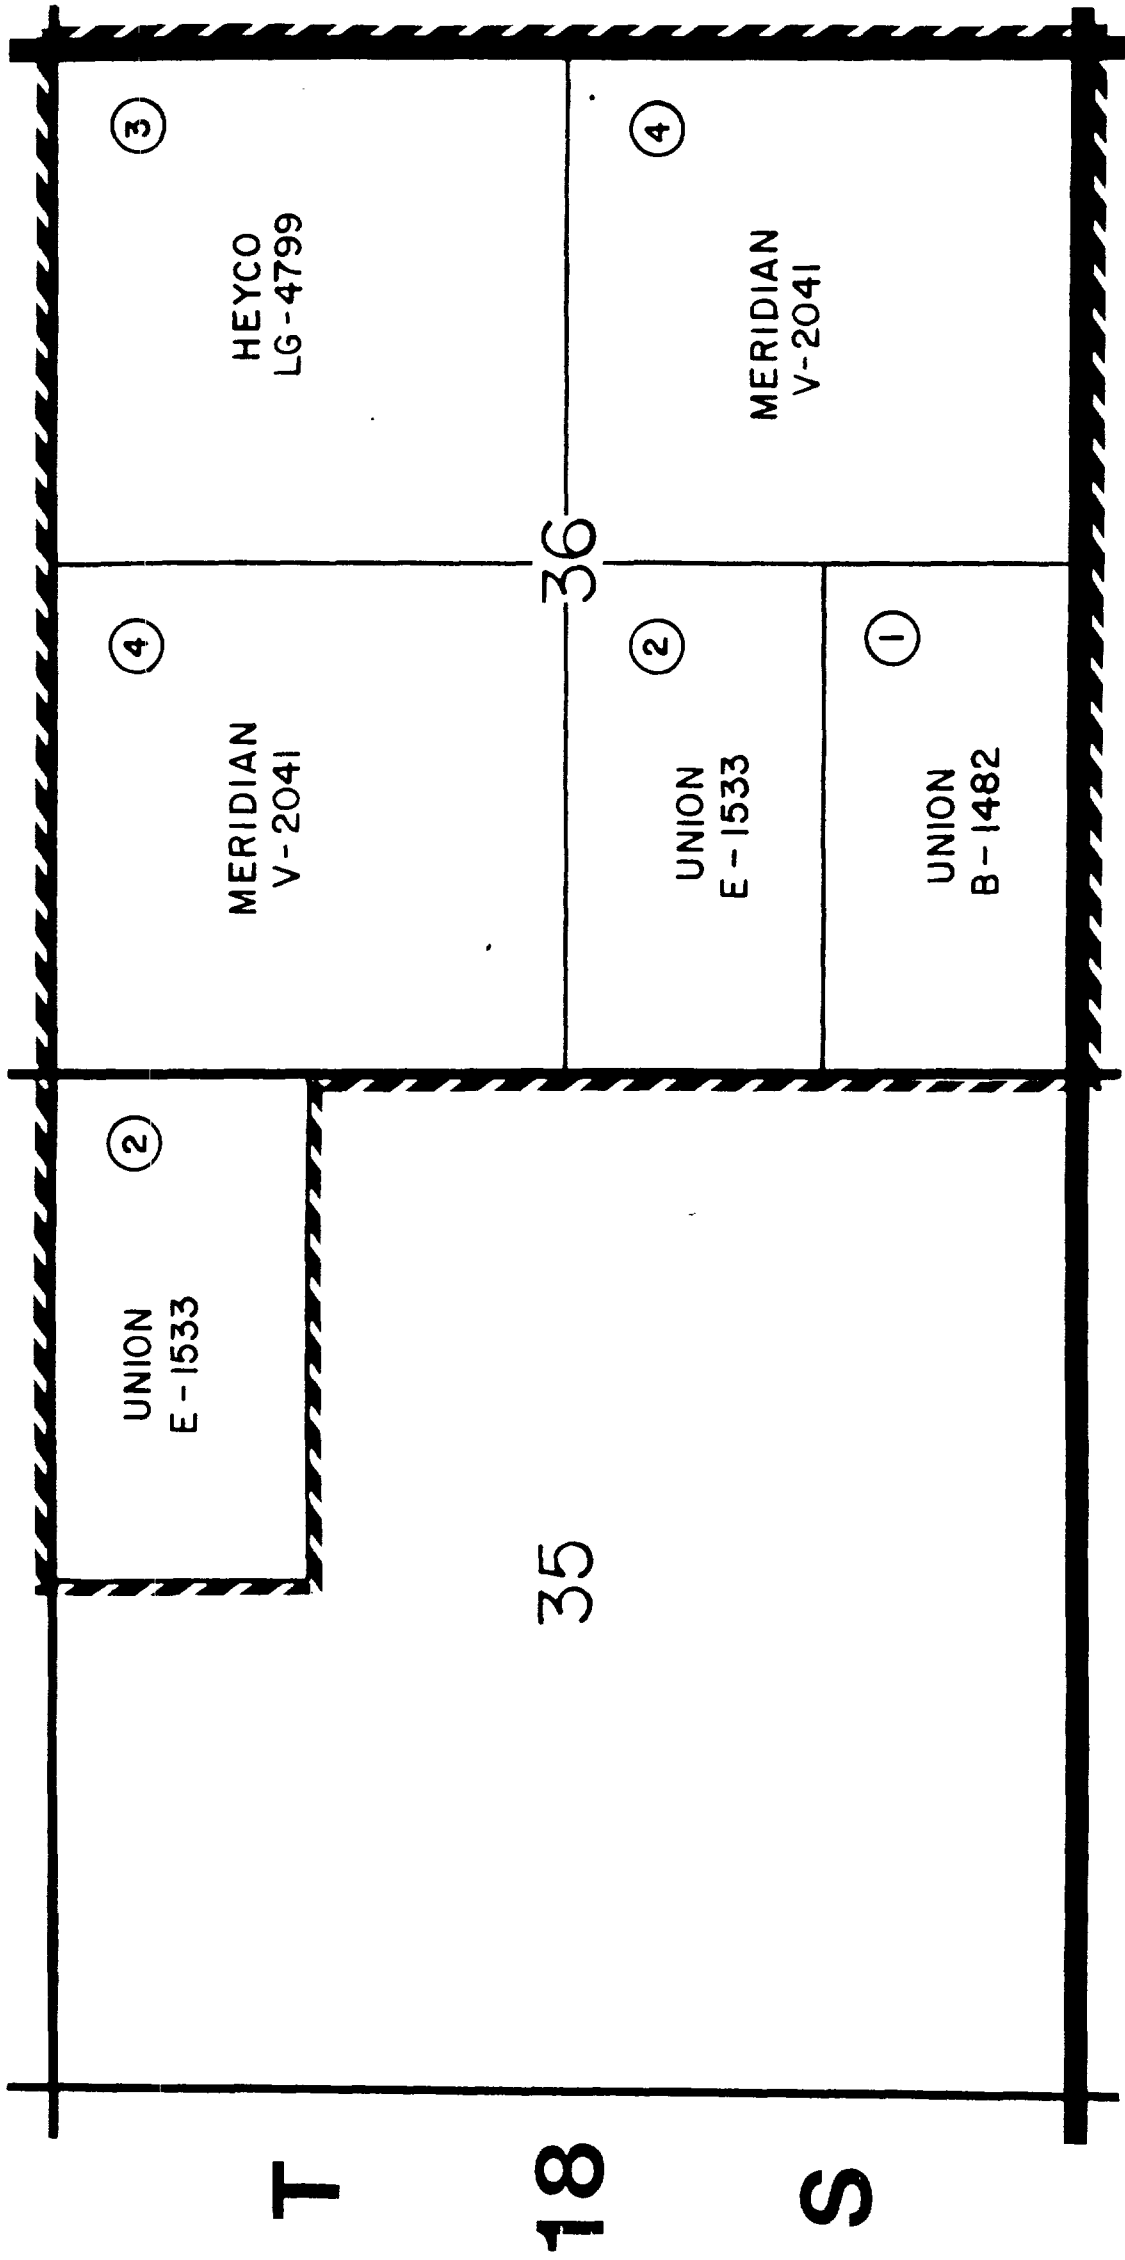 T
18
S
2
UNION
E-1533
35
4
MERIDIAN
V-2041
3
HEYCO
LG-4799
36
2
UNION
E-1533
4
MERIDIAN
V-2041
1
UNION
B-1482